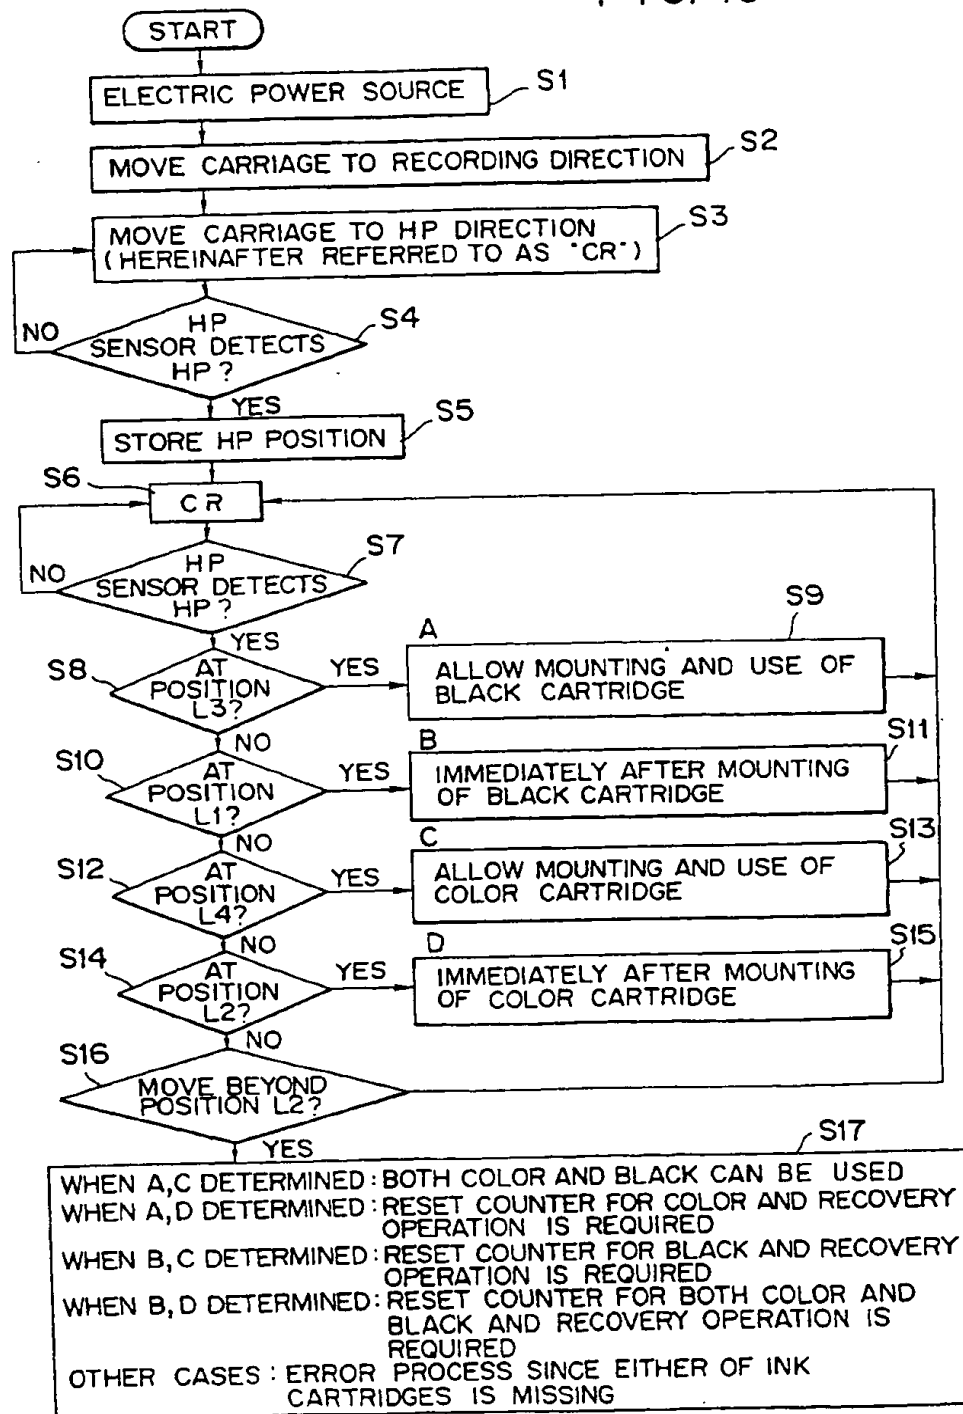 START
ELECTRIC POWER SOURCE
S1
MOVE CARRIAGE TO RECORDING DIRECTION
S2
MOVE CARRIAGE TO HP DIRECTION
(HEREINAFTER REFERRED TO AS "CR")
S3
HP
SENSOR DETECTS
HP?
S4
NO
YES
STORE HP POSITION
S5
S6
CR
HP
SENSOR DETECTS
HP?
S7
NO
YES
S8
AT
POSITION
L3?
YES
A
S9
ALLOW MOUNTING AND USE OF
BLACK CARTRIDGE
NO
S10
AT
POSITION
L1?
YES
B
S11
IMMEDIATELY AFTER MOUNTING
OF BLACK CARTRIDGE
NO
S12
AT
POSITION
L4?
YES
C
S13
ALLOW MOUNTING AND USE OF
COLOR CARTRIDGE
NO
S14
AT
POSITION
L2?
YES
D
S15
IMMEDIATELY AFTER MOUNTING
OF COLOR CARTRIDGE
NO
S16
MOVE BEYOND
POSITION L2?
YES
S17
WHEN A,C DETERMINED: BOTH COLOR AND BLACK CAN BE USED
WHEN A,D DETERMINED: RESET COUNTER FOR COLOR AND RECOVERY
OPERATION IS REQUIRED
WHEN B,C DETERMINED: RESET COUNTER FOR BLACK AND RECOVERY
OPERATION IS REQUIRED
WHEN B,D DETERMINED: RESET COUNTER FOR BOTH COLOR AND
BLACK AND RECOVERY OPERATION IS
REQUIRED
OTHER CASES: ERROR PROCESS SINCE EITHER OF INK
CARTRIDGES IS MISSING